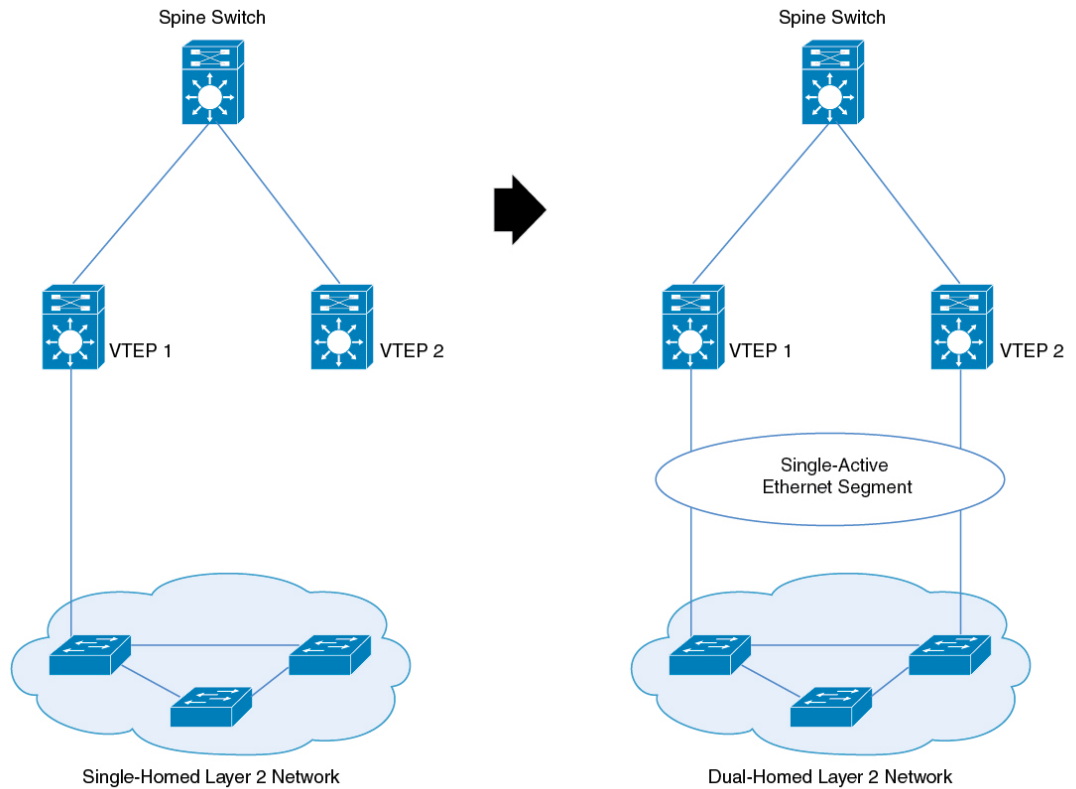 Spine Switch
VTEP 1
VTEP 2
Single-Homed Layer 2 Network
Spine Switch
VTEP 1
VTEP 2
Single-Active
Ethernet Segment
Dual-Homed Layer 2 Network